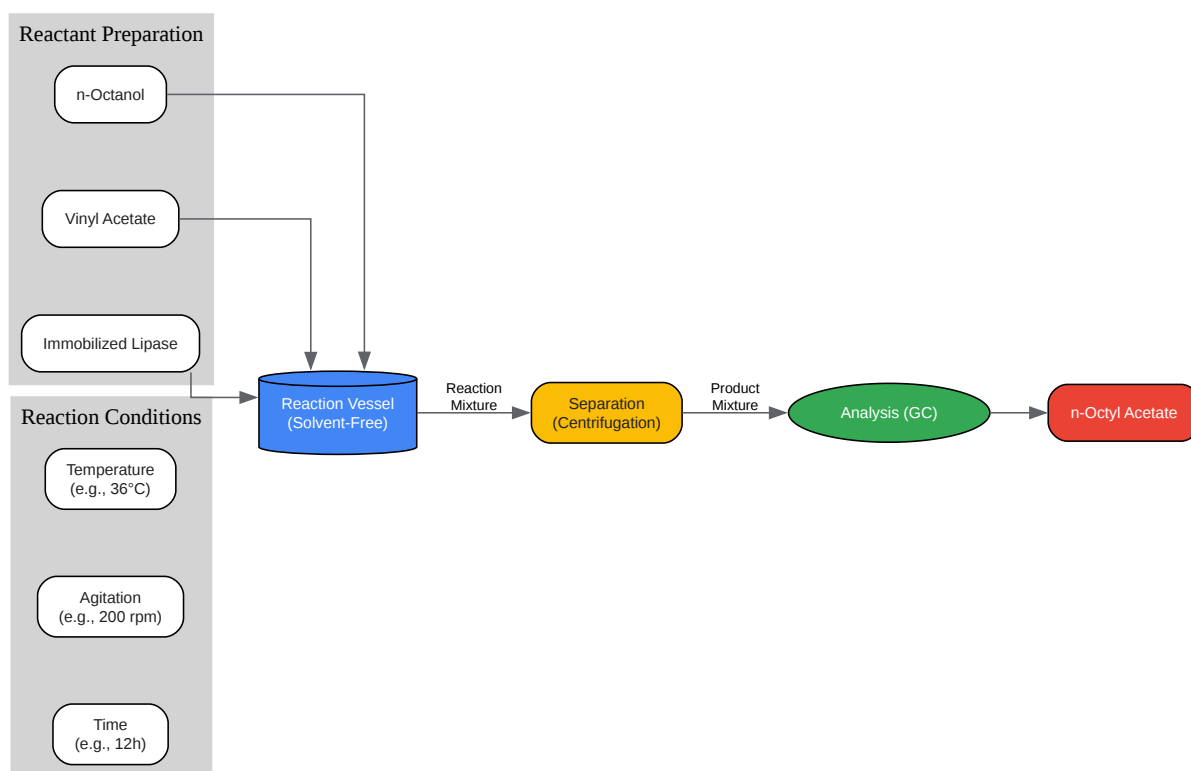 Reactant Preparation
n-Octanol
Vinyl Acetate
Immobilized Lipase
Reaction Conditions
Temperature
(e.g., 36°C)
Agitation
(e.g., 200 rpm)
Time
(e.g., 12h)
Reaction Vessel
(Solvent-Free)
Reaction
Mixture
Separation
(Centrifugation)
Product
Mixture
Analysis (GC)
n-Octyl Acetate